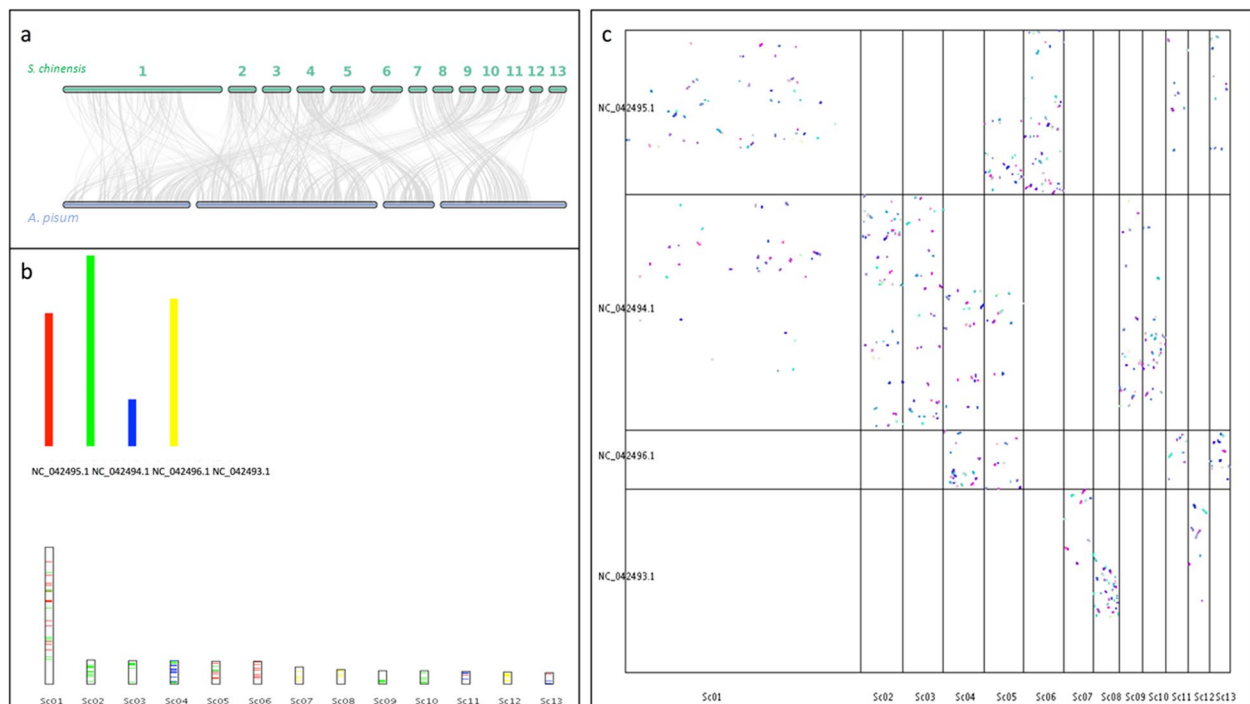 a
S. chinensis
1 2 3 4 5 6 7 8 9 10 11 12 13
A. pisum
b
NC_042495.1 NC_042494.1 NC_042496.1 NC_042493.1
Sc01 Sc02 Sc03 Sc04 Sc05 Sc06 Sc07 Sc08 Sc09 Sc10 Sc11 Sc12 Sc13
c
NC_042495.1
NC_042494.1
NC_042496.1
NC_042493.1
Sc01 Sc02 Sc03 Sc04 Sc05 Sc06 Sc07 Sc08 Sc09 Sc10 Sc11 Sc12 Sc13